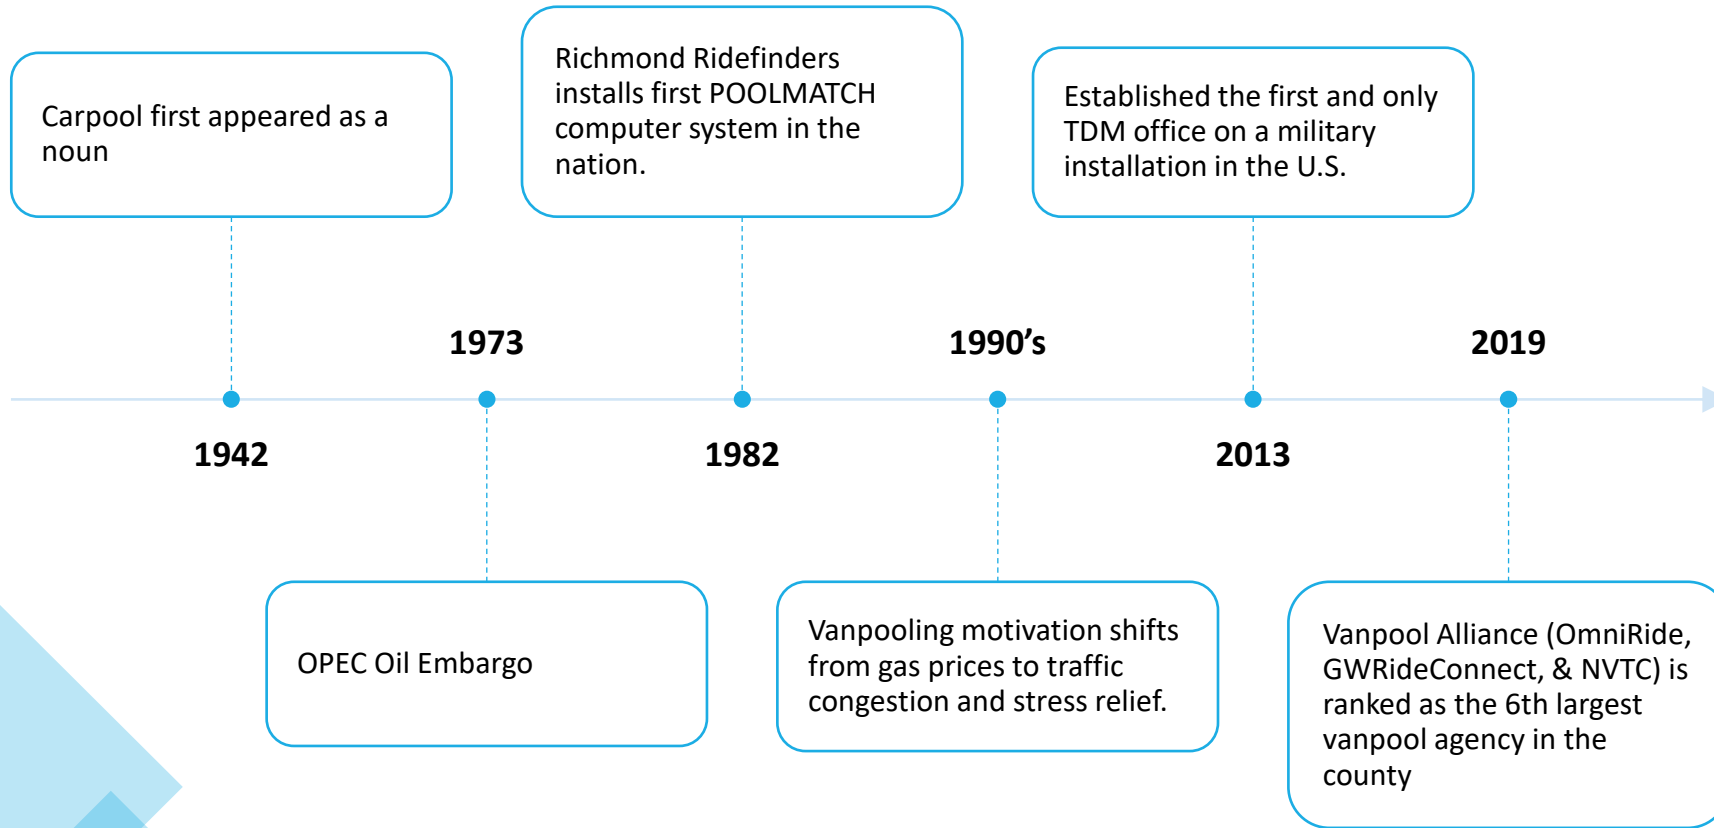 Carpool first appeared as a
noun
Richmond Ridefinders
installs first POOLMATCH
computer system in the
nation.
Established the first and only
TDM office on a military
installation in the U.S.
1973
1990’s
2019
1942
1982
2013
OPEC Oil Embargo
Vanpooling motivation shifts
from gas prices to traffic
congestion and stress relief.
Vanpool Alliance (OmniRide,
GWRideConnect, & NVTC) is
ranked as the 6th largest
vanpool agency in the
county